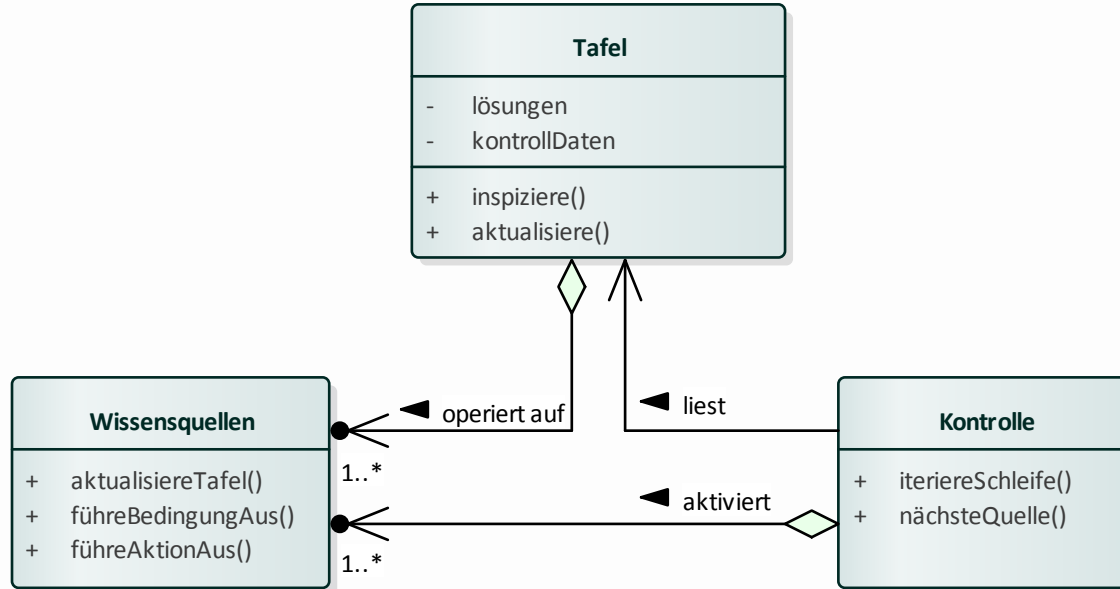 Tafel
- lösungen
- kontrollDaten
+ inspiziere()
+ aktualisiere()
operiert auf
1..*
liest
aktiviert
1..*
Wissensquellen
+ aktualisiereTafel()
+ führeBedingungAus()
+ führeAktionAus()
Kontrolle
+ iteriereSchleife()
+ nächsteQuelle()